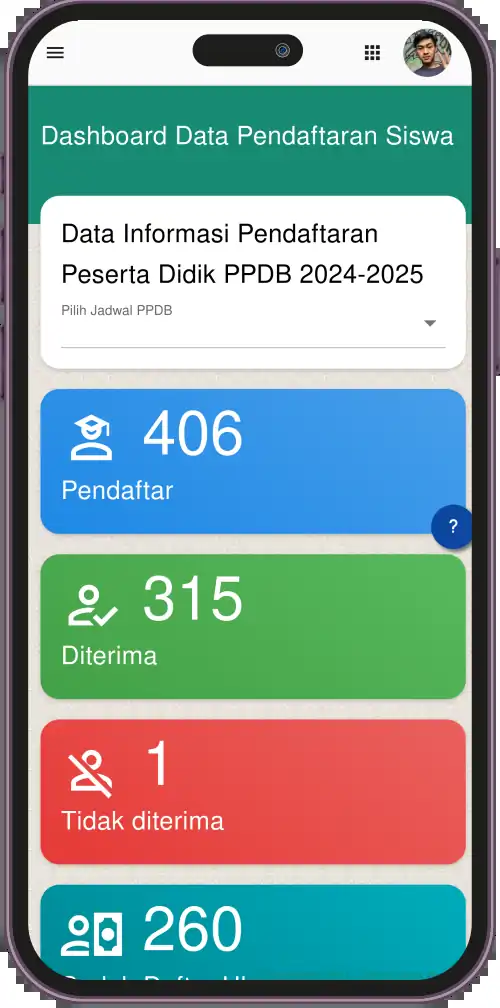 Dashboard Data Pendaftaran Siswa
Data Informasi Pendaftaran
Peserta Didik PPDB 2024-2025
Pilih Jadwal PPDB
406
Pendaftar
?
315
Diterima
1
Tidak diterima
260